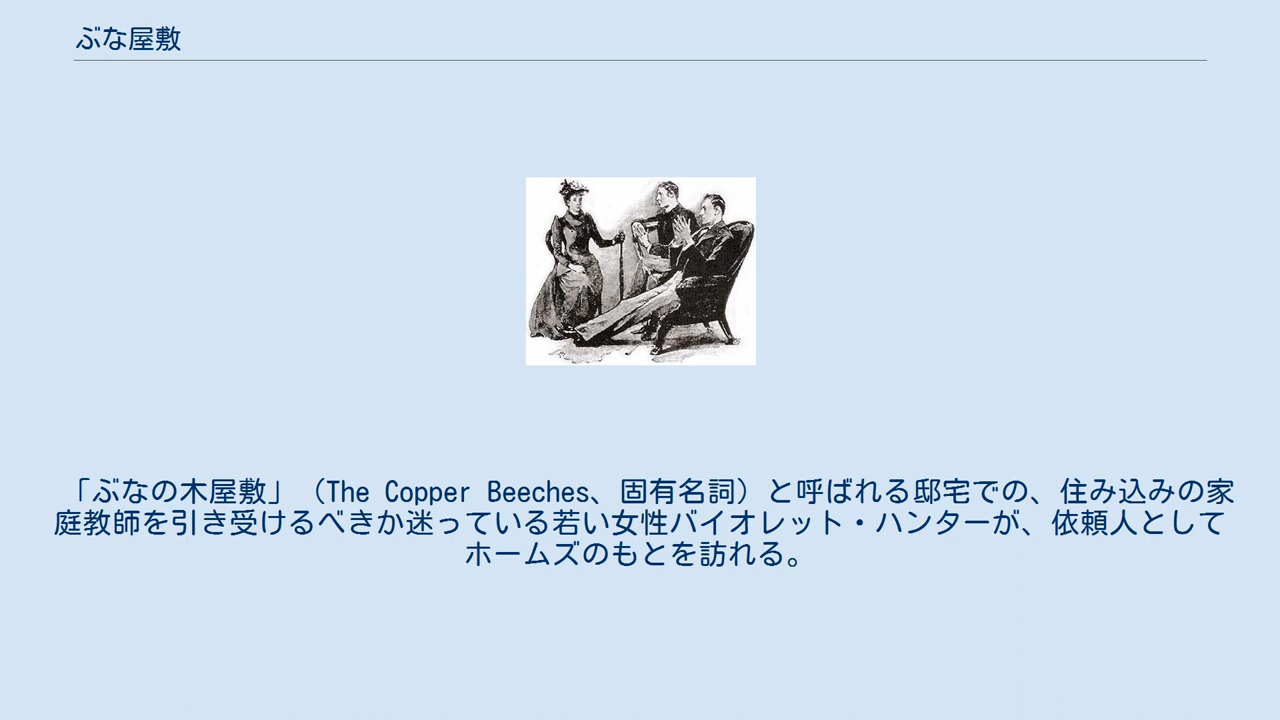 ぶな屋敷
「ぶなの木屋敷」（The Copper Beeches、固有名詞）と呼ばれる邸宅での、住み込みの家
庭教師を引き受けるべきか迷っている若い女性バイオレット・ハンターが、依頼人として
ホームズのもとを訪れる。